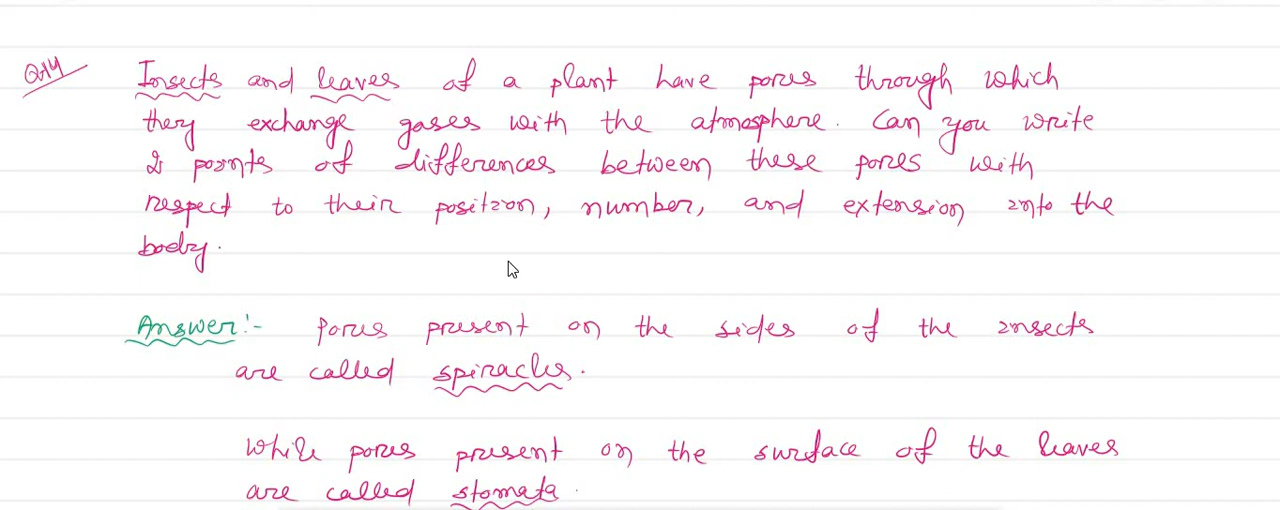 Q14
Insects and leaves of a plant have pores through which
they exchange gases with the atmosphere. Can you write
2 points of differences between these pores with
respect to their position, number, and extension into the
body.
Answer:- Pores present on the sides of the insects
are called spiracles.
While pores present on the surface of the leaves
are called stomata.